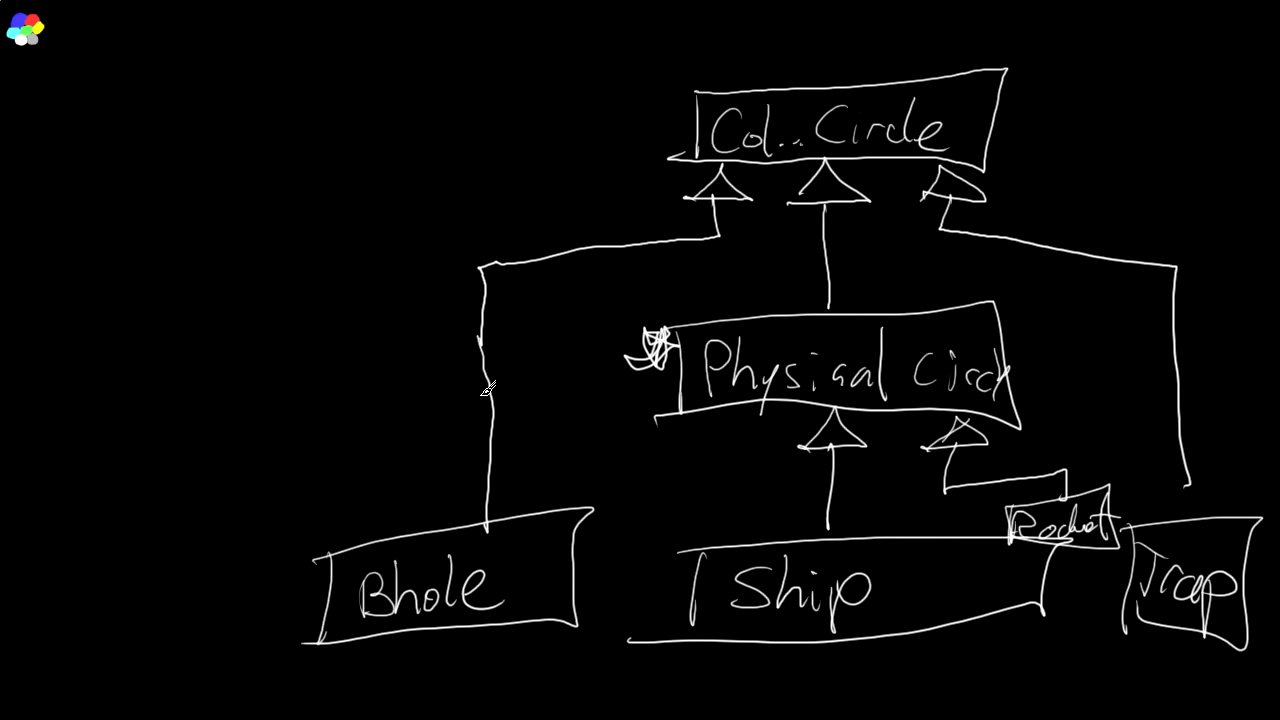 Col...Circle
Physical Circle
Rocket
Bhole
Ship
Trap